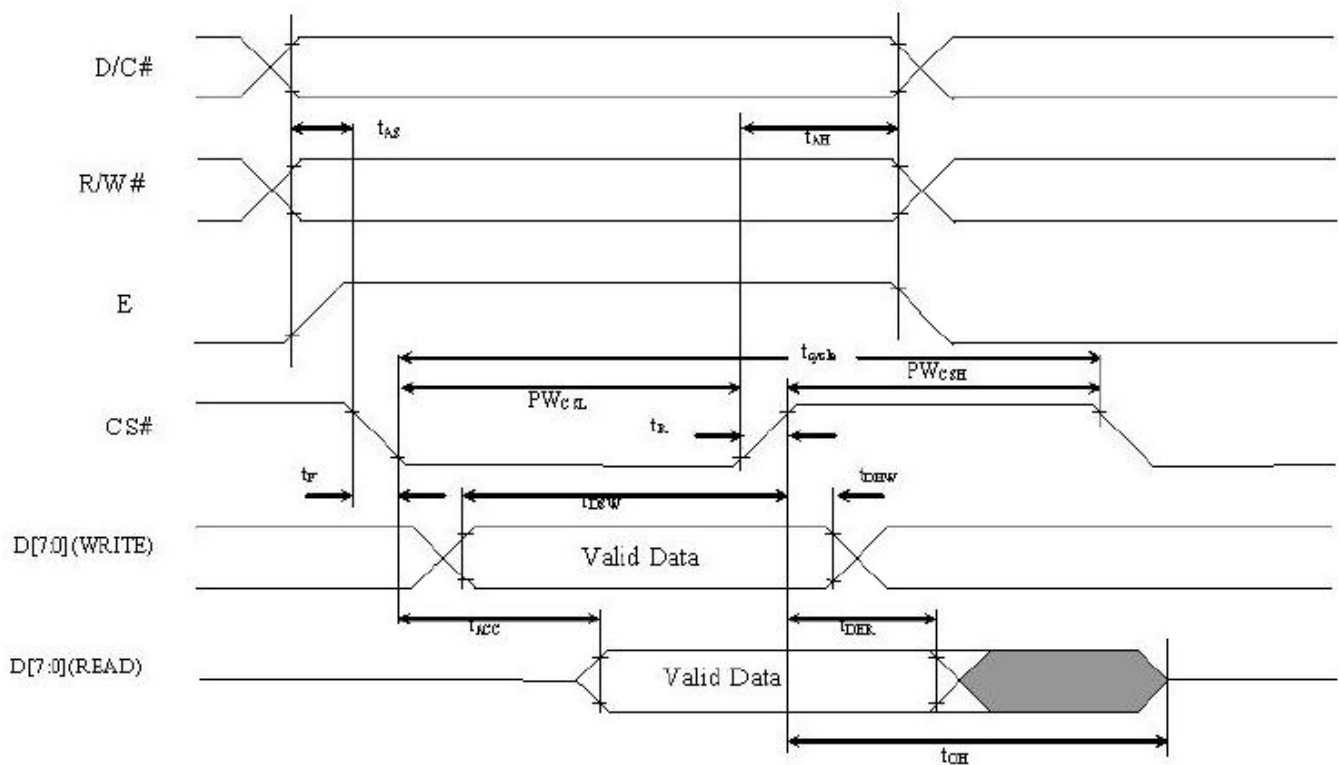 D/C#
tAS
tAH
R/W#
E
tcycle
PWCSH
PWCSL
CS#
tR
tF
tDHW
tDSW
D[7:0](WRITE)
Valid Data
tACC
tDHR
D[7:0](READ)
Valid Data
tOH